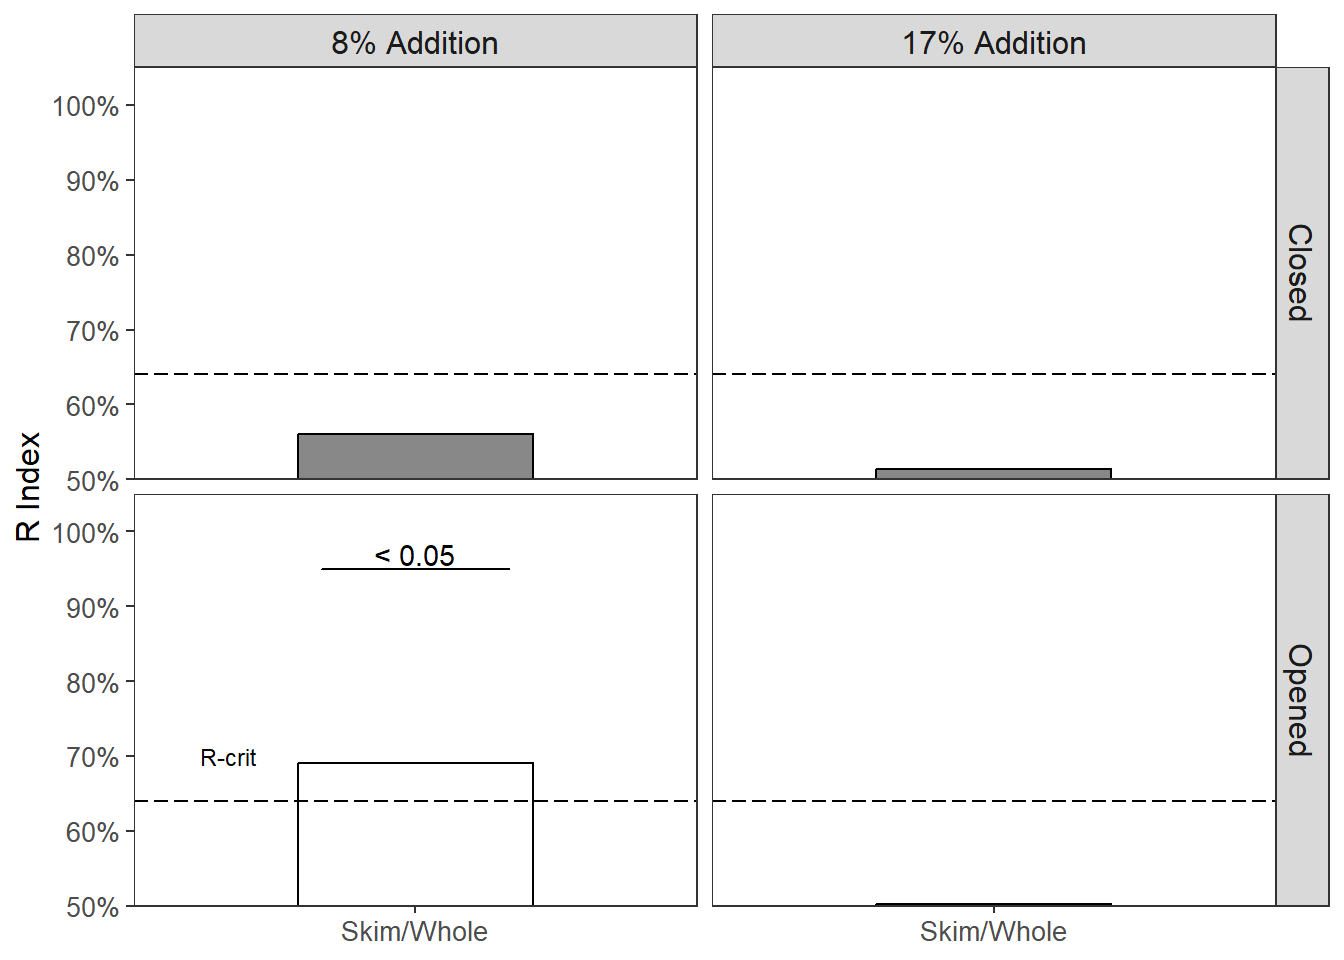 8% Addition
17% Addition
100%
90%
80%
70%
60%
50%
Closed
R Index
100%
90%
80%
70%
60%
50%
< 0.05
R-crit
Opened
Skim/Whole
Skim/Whole